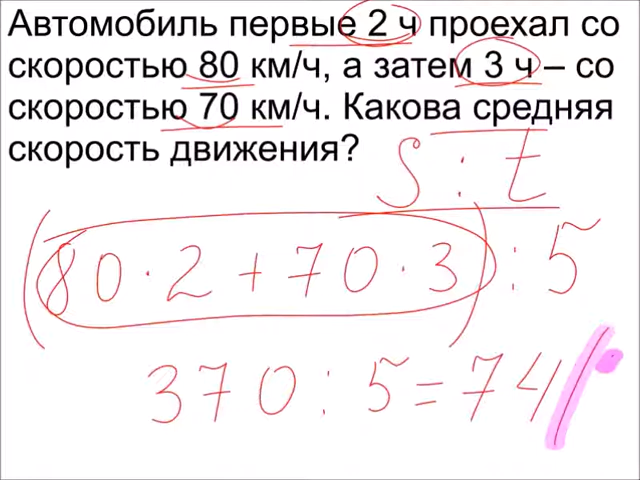 Автомобиль первые 2 ч проехал со
скоростью 80 км/ч, а затем 3 ч – со
скоростью 70 км/ч. Какова средняя
скорость движения?
S : t
(80 · 2 + 70 · 3) : 5
370 : 5 = 74